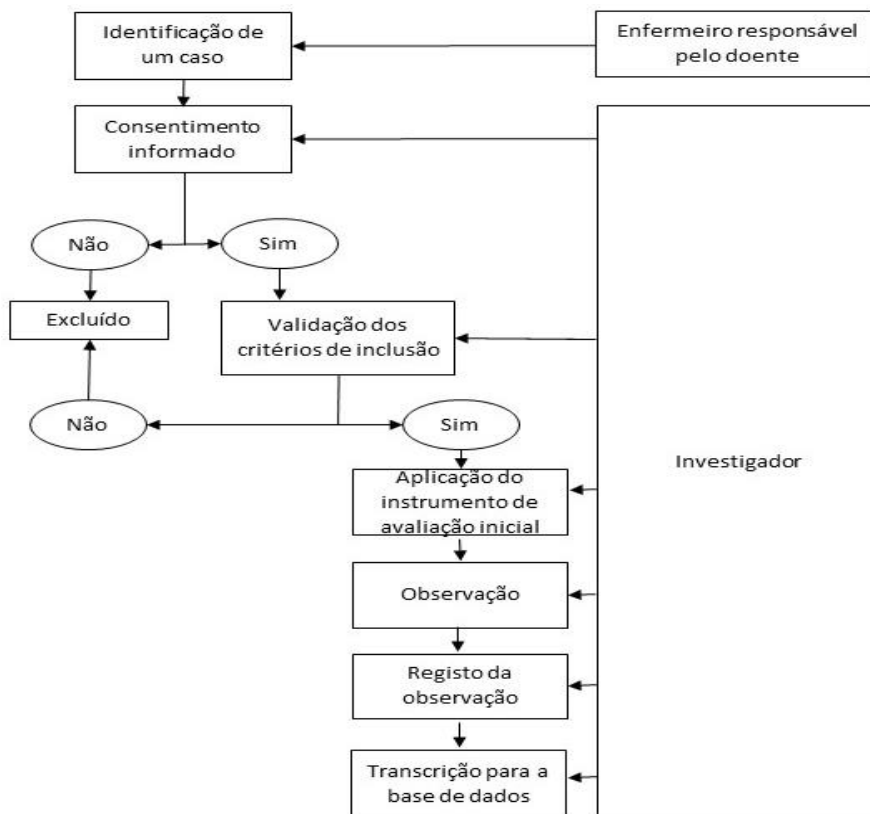 Identificação de
um caso
Enfermeiro responsável
pelo doente
Consentimento
informado
Não
Sim
Excluído
Validação dos
critérios de inclusão
Não
Sim
Investigador
Aplicação do
instrumento de
avaliação inicial
Observação
Registo da
observação
Transcrição para a
base de dados